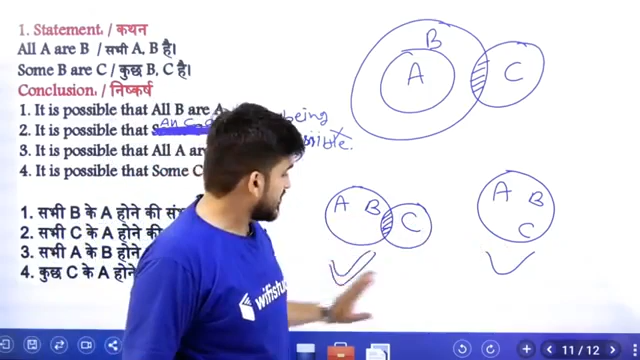 1. Statement / कथन
All A are B / सभी A, B है।
Some B are C / कुछ B, C है।
Conclusion / निष्कर्ष
1. It is possible that All B are A
2. It is possible that
being
3. It is possible that All A are
4. It is possible that Some C
1. सभी B के A होने की
2. सभी C के A होने की
3. सभी A के B होने
4. कुछ C के A होने
B
A
C
A B C
A B
C
wifistudy
11 / 12